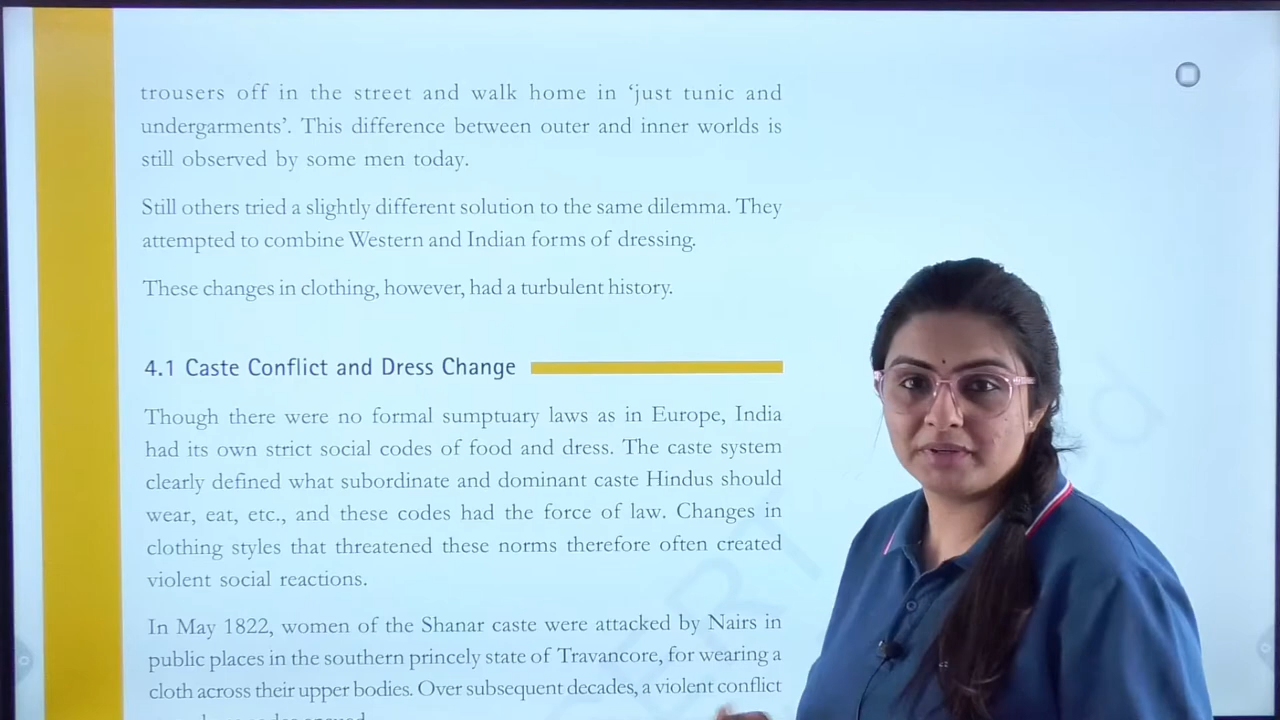 trousers off in the street and walk home in ‘just tunic and
undergarments’. This difference between outer and inner worlds is
still observed by some men today.
Still others tried a slightly different solution to the same dilemma. They
attempted to combine Western and Indian forms of dressing.
These changes in clothing, however, had a turbulent history.
4.1 Caste Conflict and Dress Change
Though there were no formal sumptuary laws as in Europe, India
had its own strict social codes of food and dress. The caste system
clearly defined what subordinate and dominant caste Hindus should
wear, eat, etc., and these codes had the force of law. Changes in
clothing styles that threatened these norms therefore often created
violent social reactions.
In May 1822, women of the Shanar caste were attacked by Nairs in
public places in the southern princely state of Travancore, for wearing a
cloth across their upper bodies. Over subsequent decades, a violent conflict